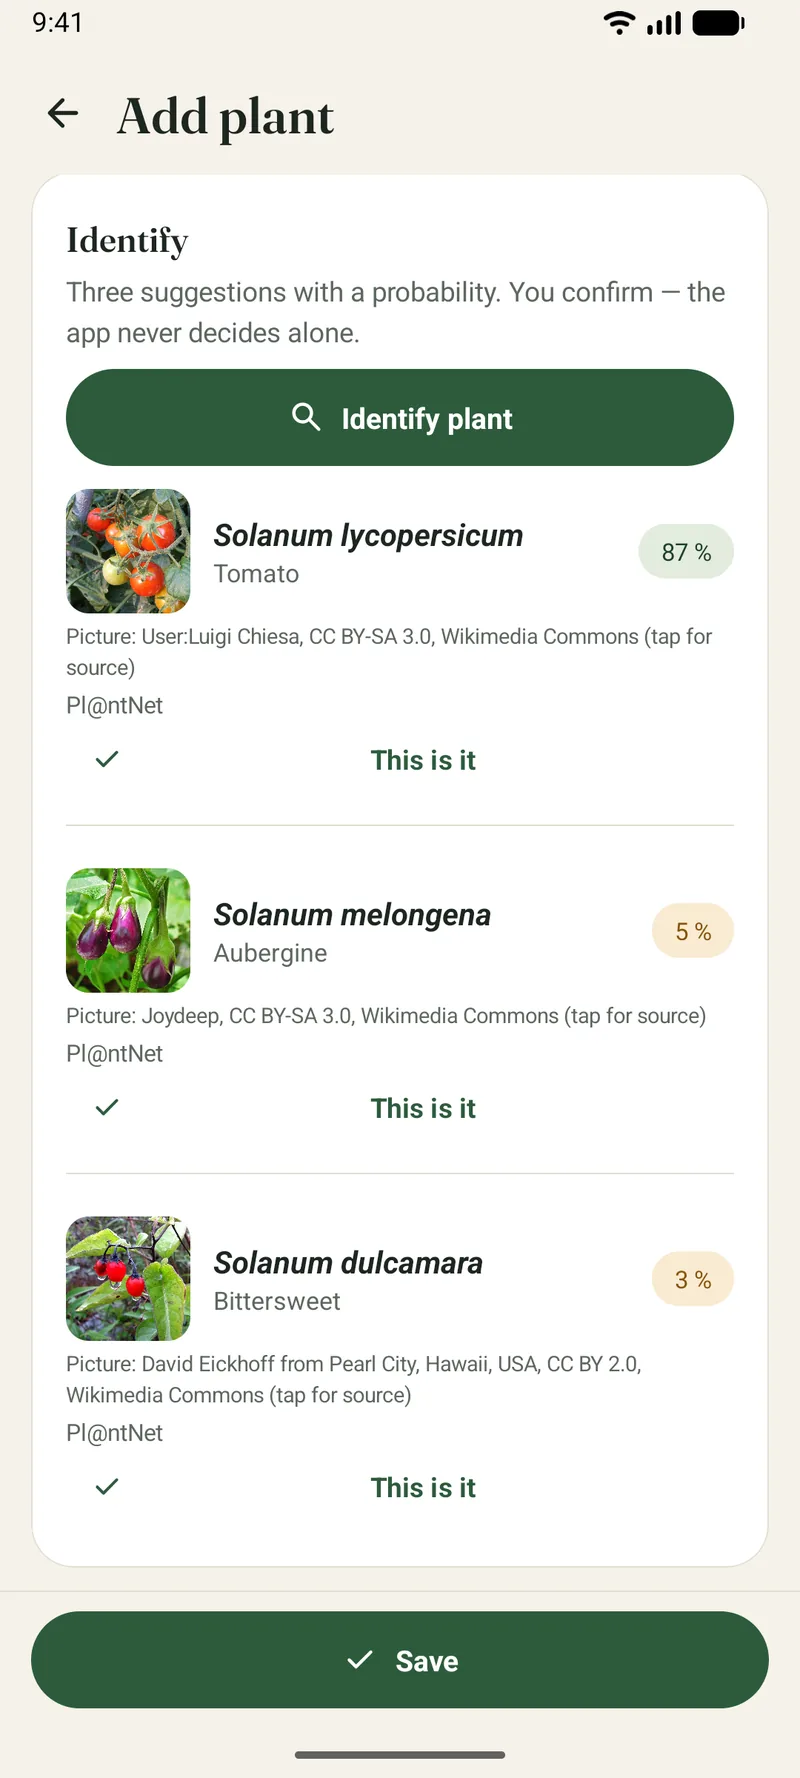 9:41
Add plant
Identify
Three suggestions with a probability. You confirm — the
app never decides alone.
Identify plant
Solanum lycopersicum
Tomato
87 %
Picture: User:Luigi Chiesa, CC BY-SA 3.0, Wikimedia Commons (tap for
source)
Pl@ntNet
This is it
Solanum melongena
Aubergine
5 %
Picture: Joydeep, CC BY-SA 3.0, Wikimedia Commons (tap for source)
Pl@ntNet
This is it
Solanum dulcamara
Bittersweet
3 %
Picture: David Eickhoff from Pearl City, Hawaii, USA, CC BY 2.0,
Wikimedia Commons (tap for source)
Pl@ntNet
This is it
Save